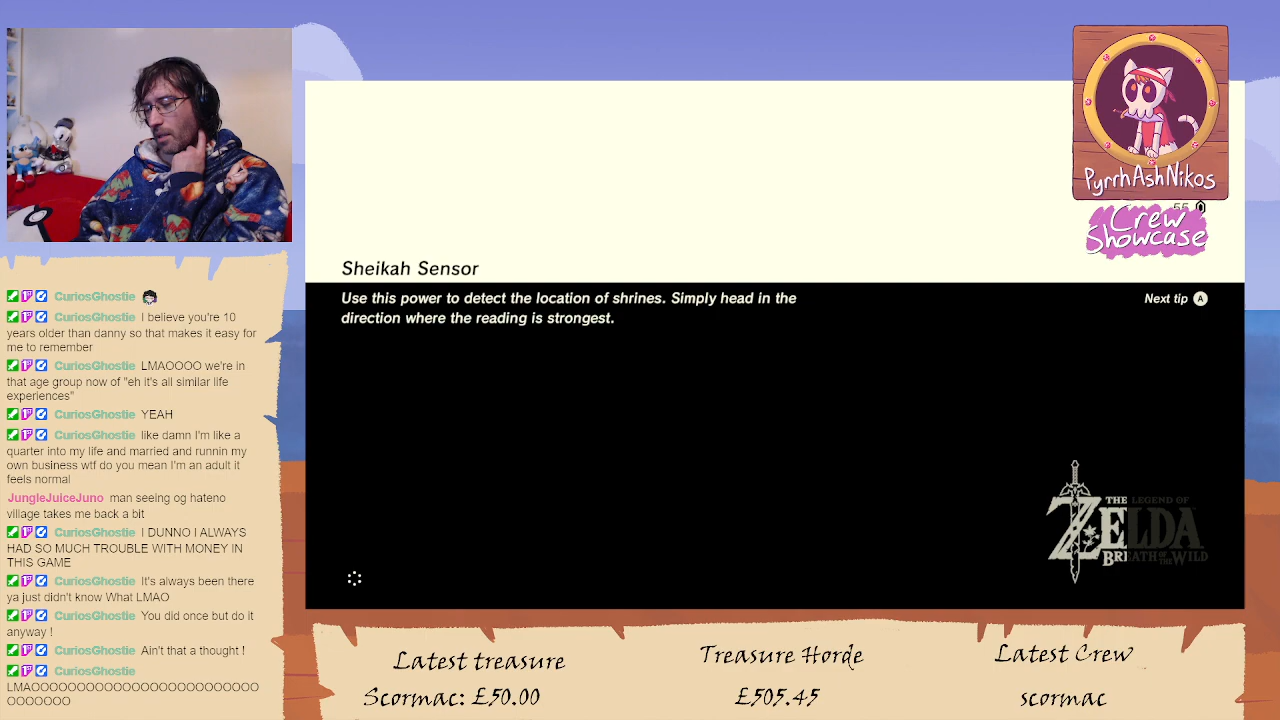 PyrrhAshNikos
55
Crew
Showcase
Sheikah Sensor
Use this power to detect the location of shrines. Simply head in the
direction where the reading is strongest.
Next tip A
CuriosGhostie
CuriosGhostie I believe you're 10
years older than danny so that makes it easy for
me to remember
CuriosGhostie LMAOOOO we're in
that age group now of "eh it's all similar life
experiences"
CuriosGhostie YEAH
CuriosGhostie like damn I'm like a
quarter into my life and married and runnin my
own business wtf do you mean I'm an adult it
feels normal
JungleJuiceJuno man seeing og hateno
village takes me back a bit
CuriosGhostie I DUNNO I ALWAYS
HAD SO MUCH TROUBLE WITH MONEY IN
THIS GAME
CuriosGhostie It's always been there
ya just didn't know What LMAO
CuriosGhostie You did once but do it
anyway !
CuriosGhostie Ain't that a thought !
CuriosGhostie
LMAOOOOOOOOOOOOOOOOOOOOOOOO
OOOOOOO
THE LEGEND OF
ZELDA
BREATH OF THE WILD
Latest treasure
Scormac: £50.00
Treasure Horde
£505.45
Latest Crew
scormac